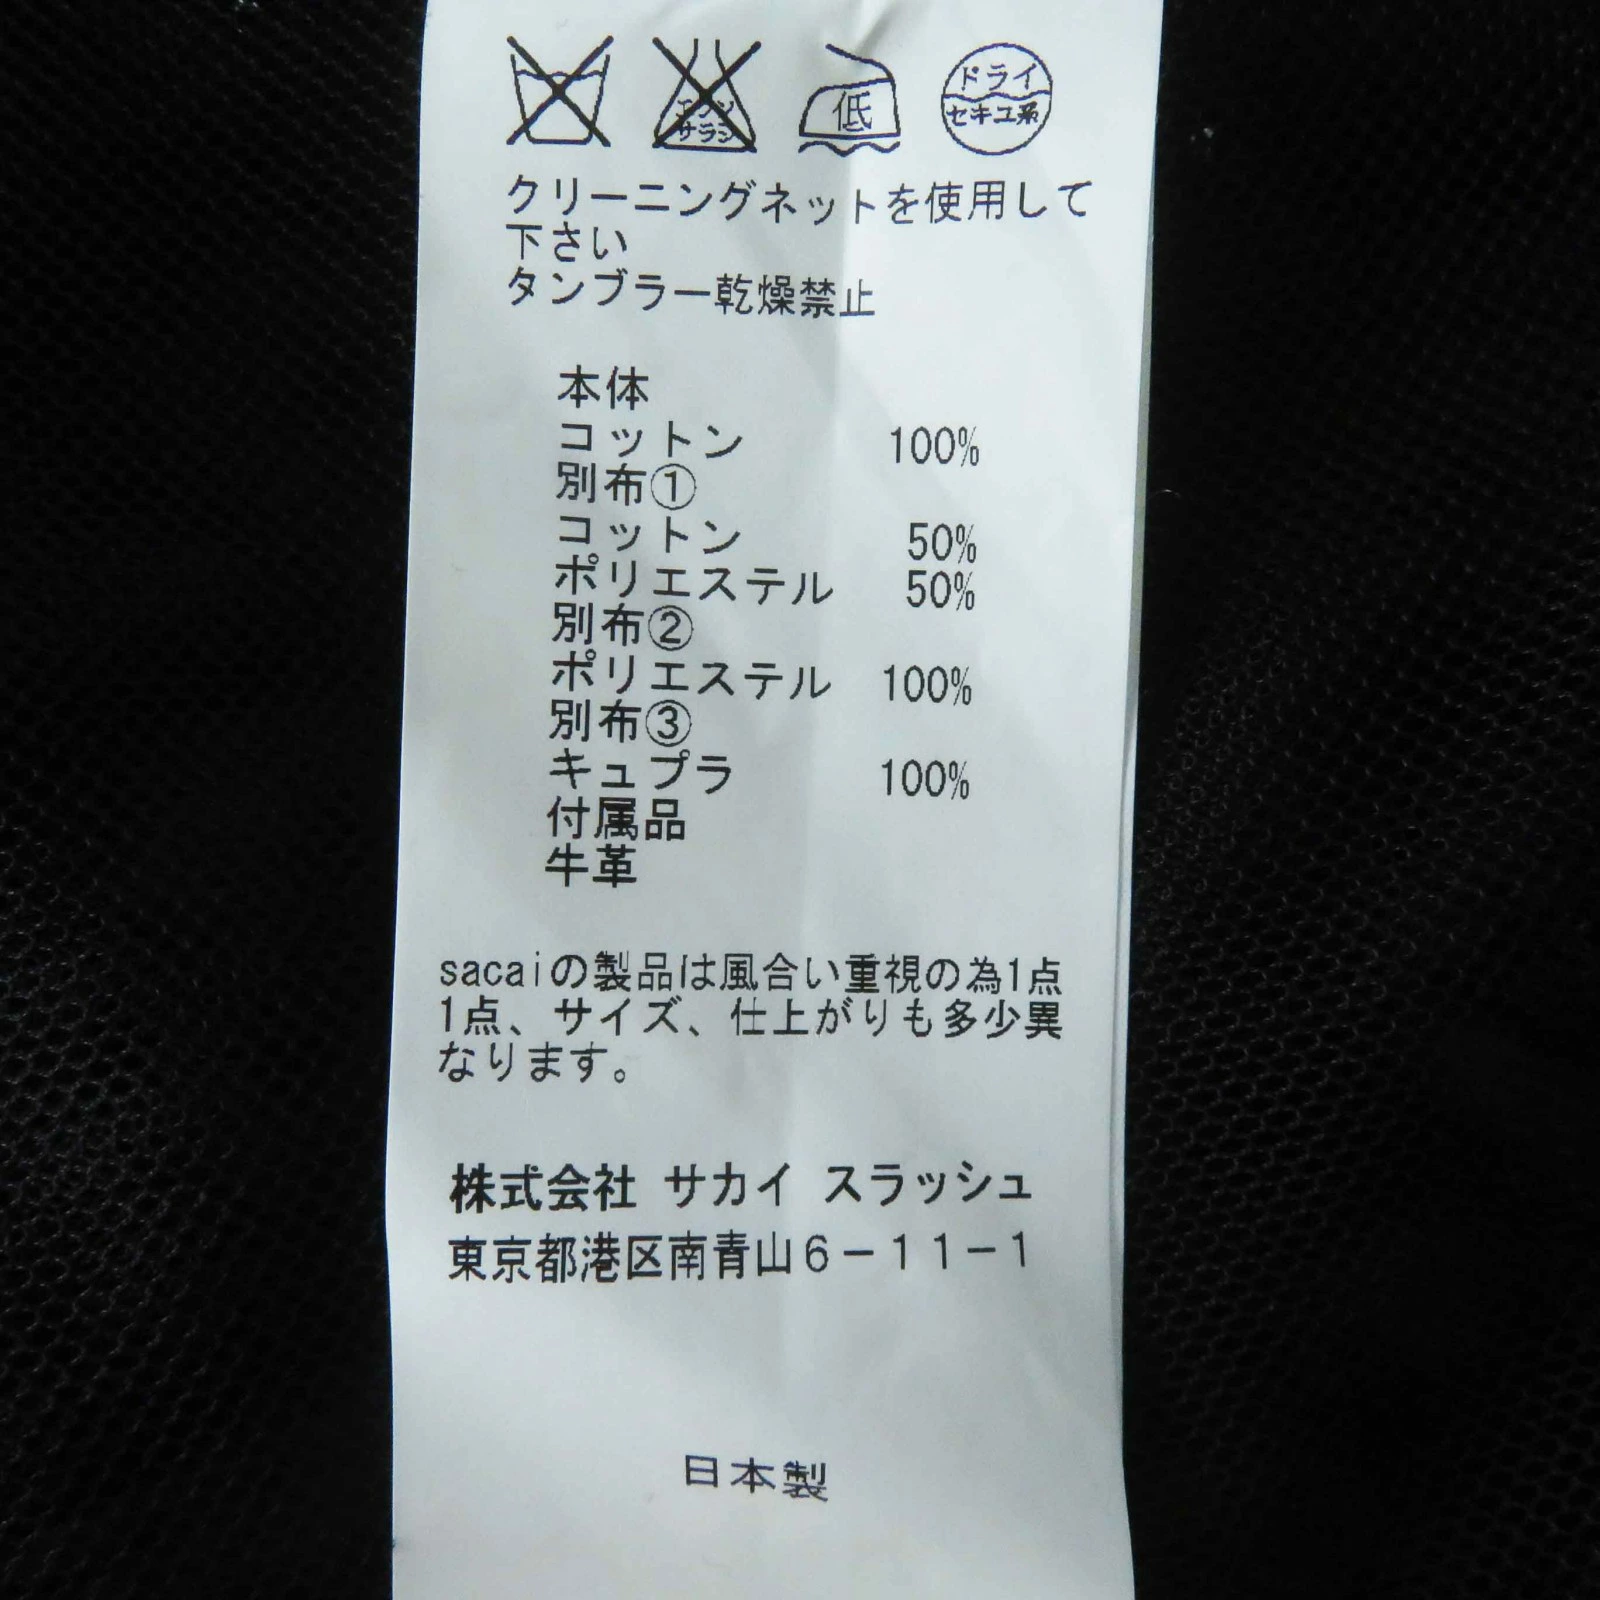 エンソ
サラシ
低
ドライ
セキユ系
クリーニングネットを使用して
下さい
タンブラー乾燥禁止
本体
コットン 100%
別布①
コットン 50%
ポリエステル 50%
別布②
ポリエステル 100%
別布③
キュプラ 100%
付属品
牛革
sacaiの製品は風合い重視の為1点
1点、サイズ、仕上がりも多少異
なります。
株式会社 サカイ スラッシュ
東京都港区南青山6-11-1
日本製